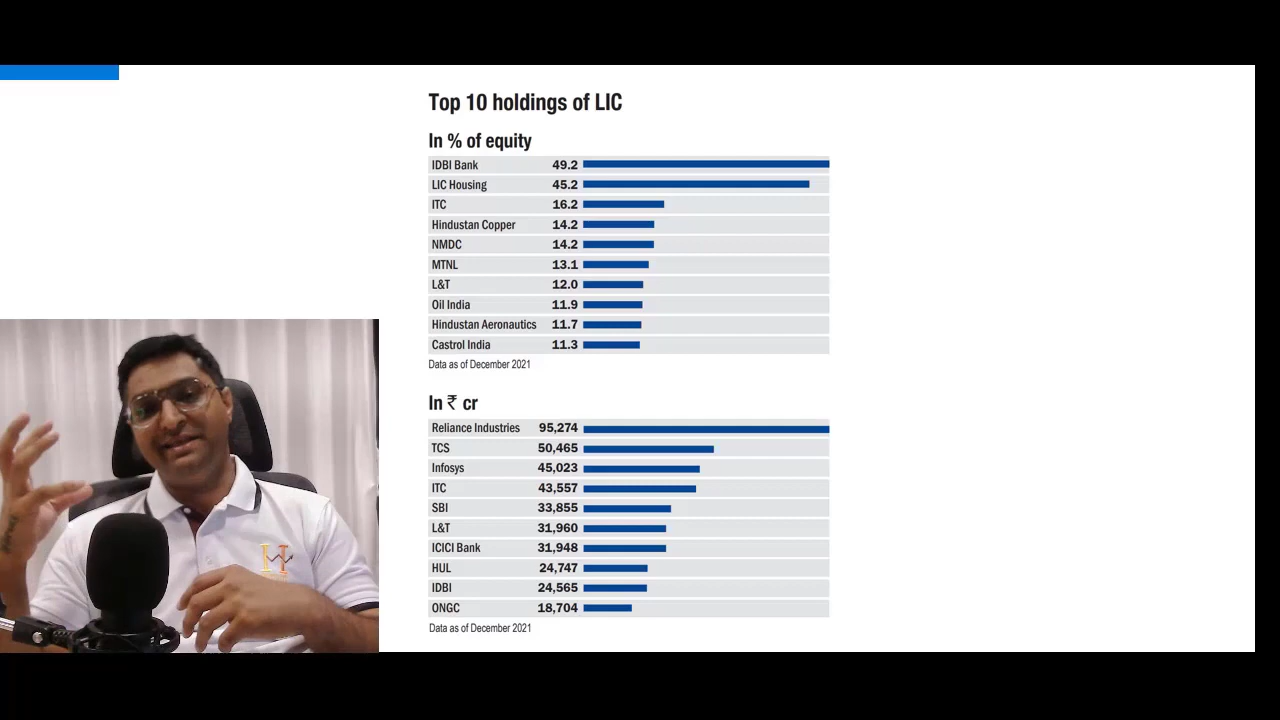 Top 10 holdings of LIC
In % of equity
IDBI Bank 49.2
LIC Housing 45.2
ITC 16.2
Hindustan Copper 14.2
NMDC 14.2
MTNL 13.1
L&T 12.0
Oil India 11.9
Hindustan Aeronautics 11.7
Castrol India 11.3
Data as of December 2021
In ₹ cr
Reliance Industries 95,274
TCS 50,465
Infosys 45,023
ITC 43,557
SBI 33,855
L&T 31,960
ICICI Bank 31,948
HUL 24,747
IDBI 24,565
ONGC 18,704
Data as of December 2021